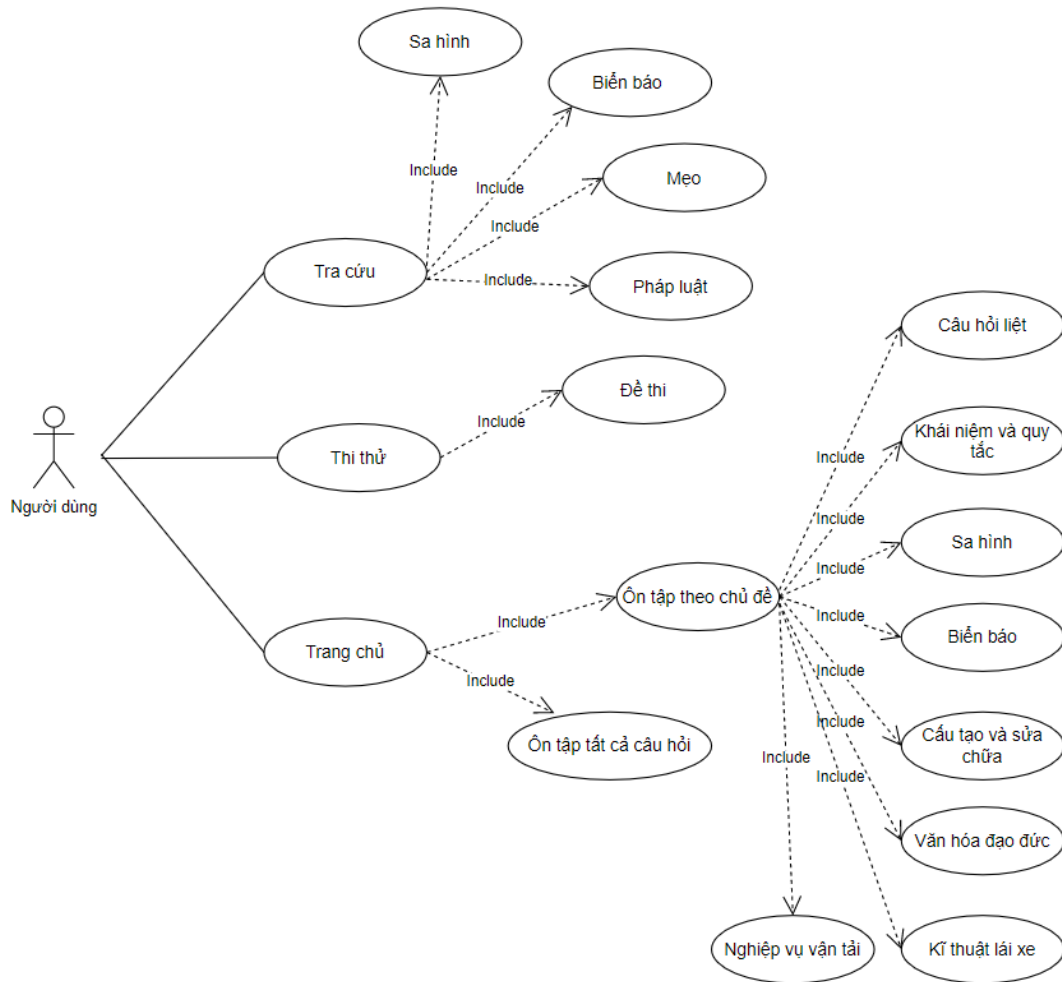 Sa hình
Biển báo
Include
Include
Mẹo
Include
Tra cứu
Include
Pháp luật
Câu hỏi liệt
Đề thi
Include
Thi thử
Người dùng
Khái niệm và quy
tắc
Include
Include
Sa hình
Include
Ôn tập theo chủ đề
Include
Include
Biển báo
Trang chủ
Include
Include
Ôn tập tất cả câu hỏi
Cấu tạo và sửa
chữa
Include
Include
Include
Văn hóa đạo đức
Nghiệp vụ vận tải
Kĩ thuật lái xe